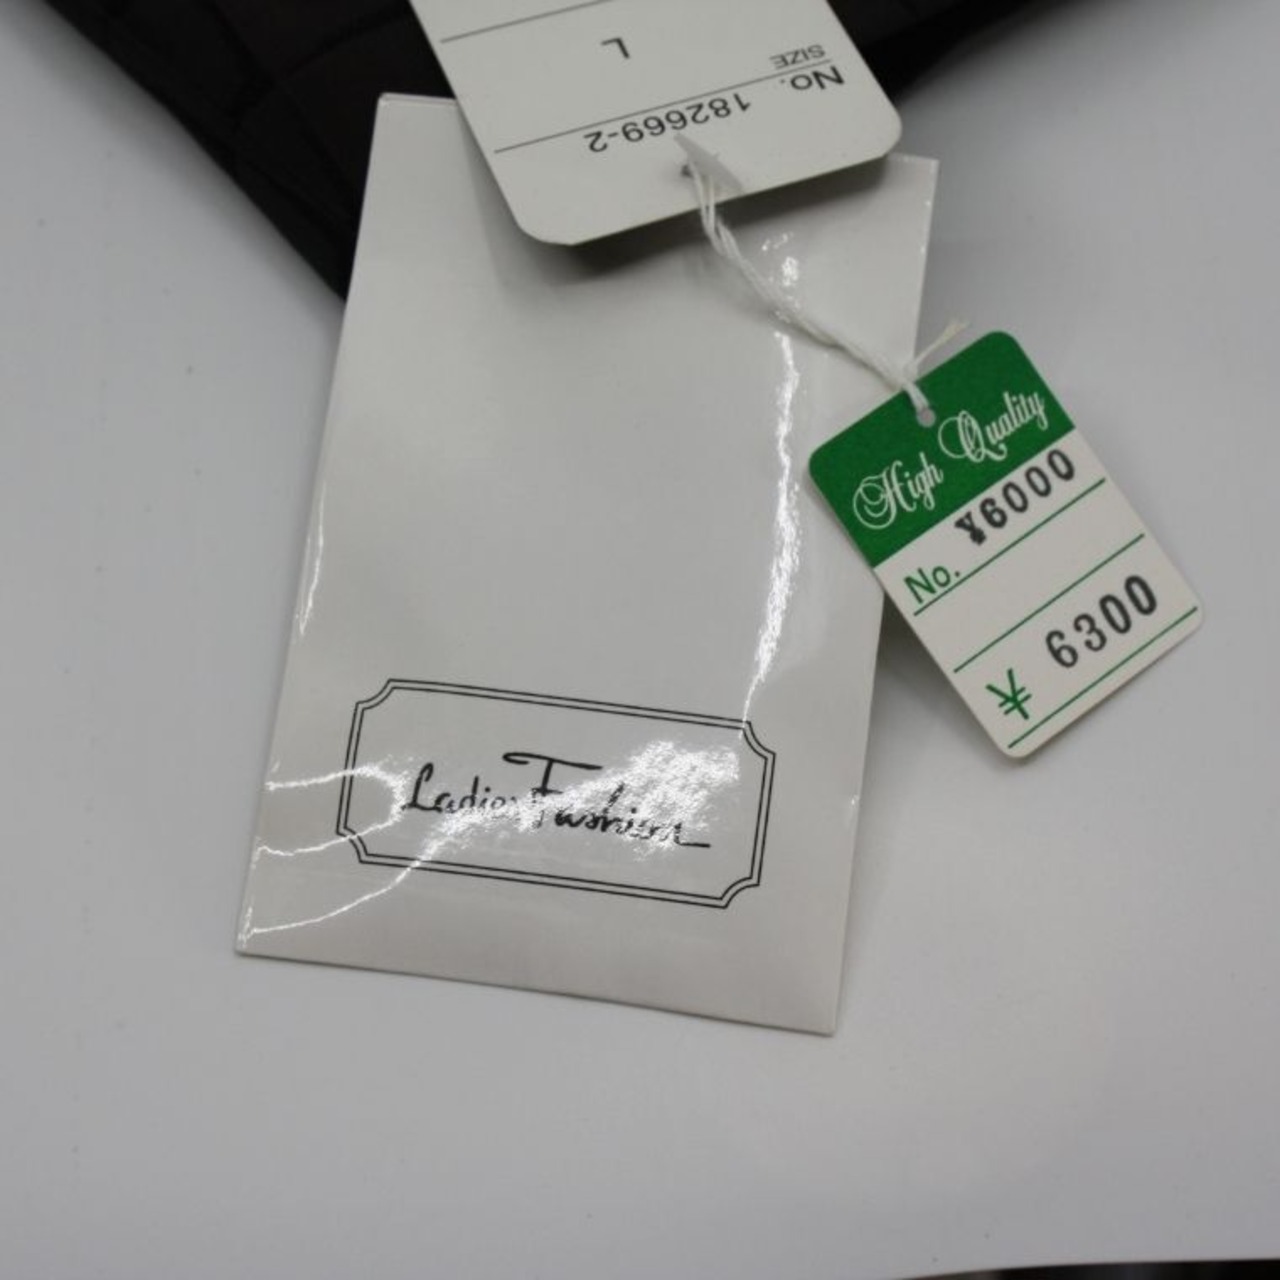 No. 182669-2
SIZE L
High Quality
No. ¥6000
¥ 6300
Ladies Fashion